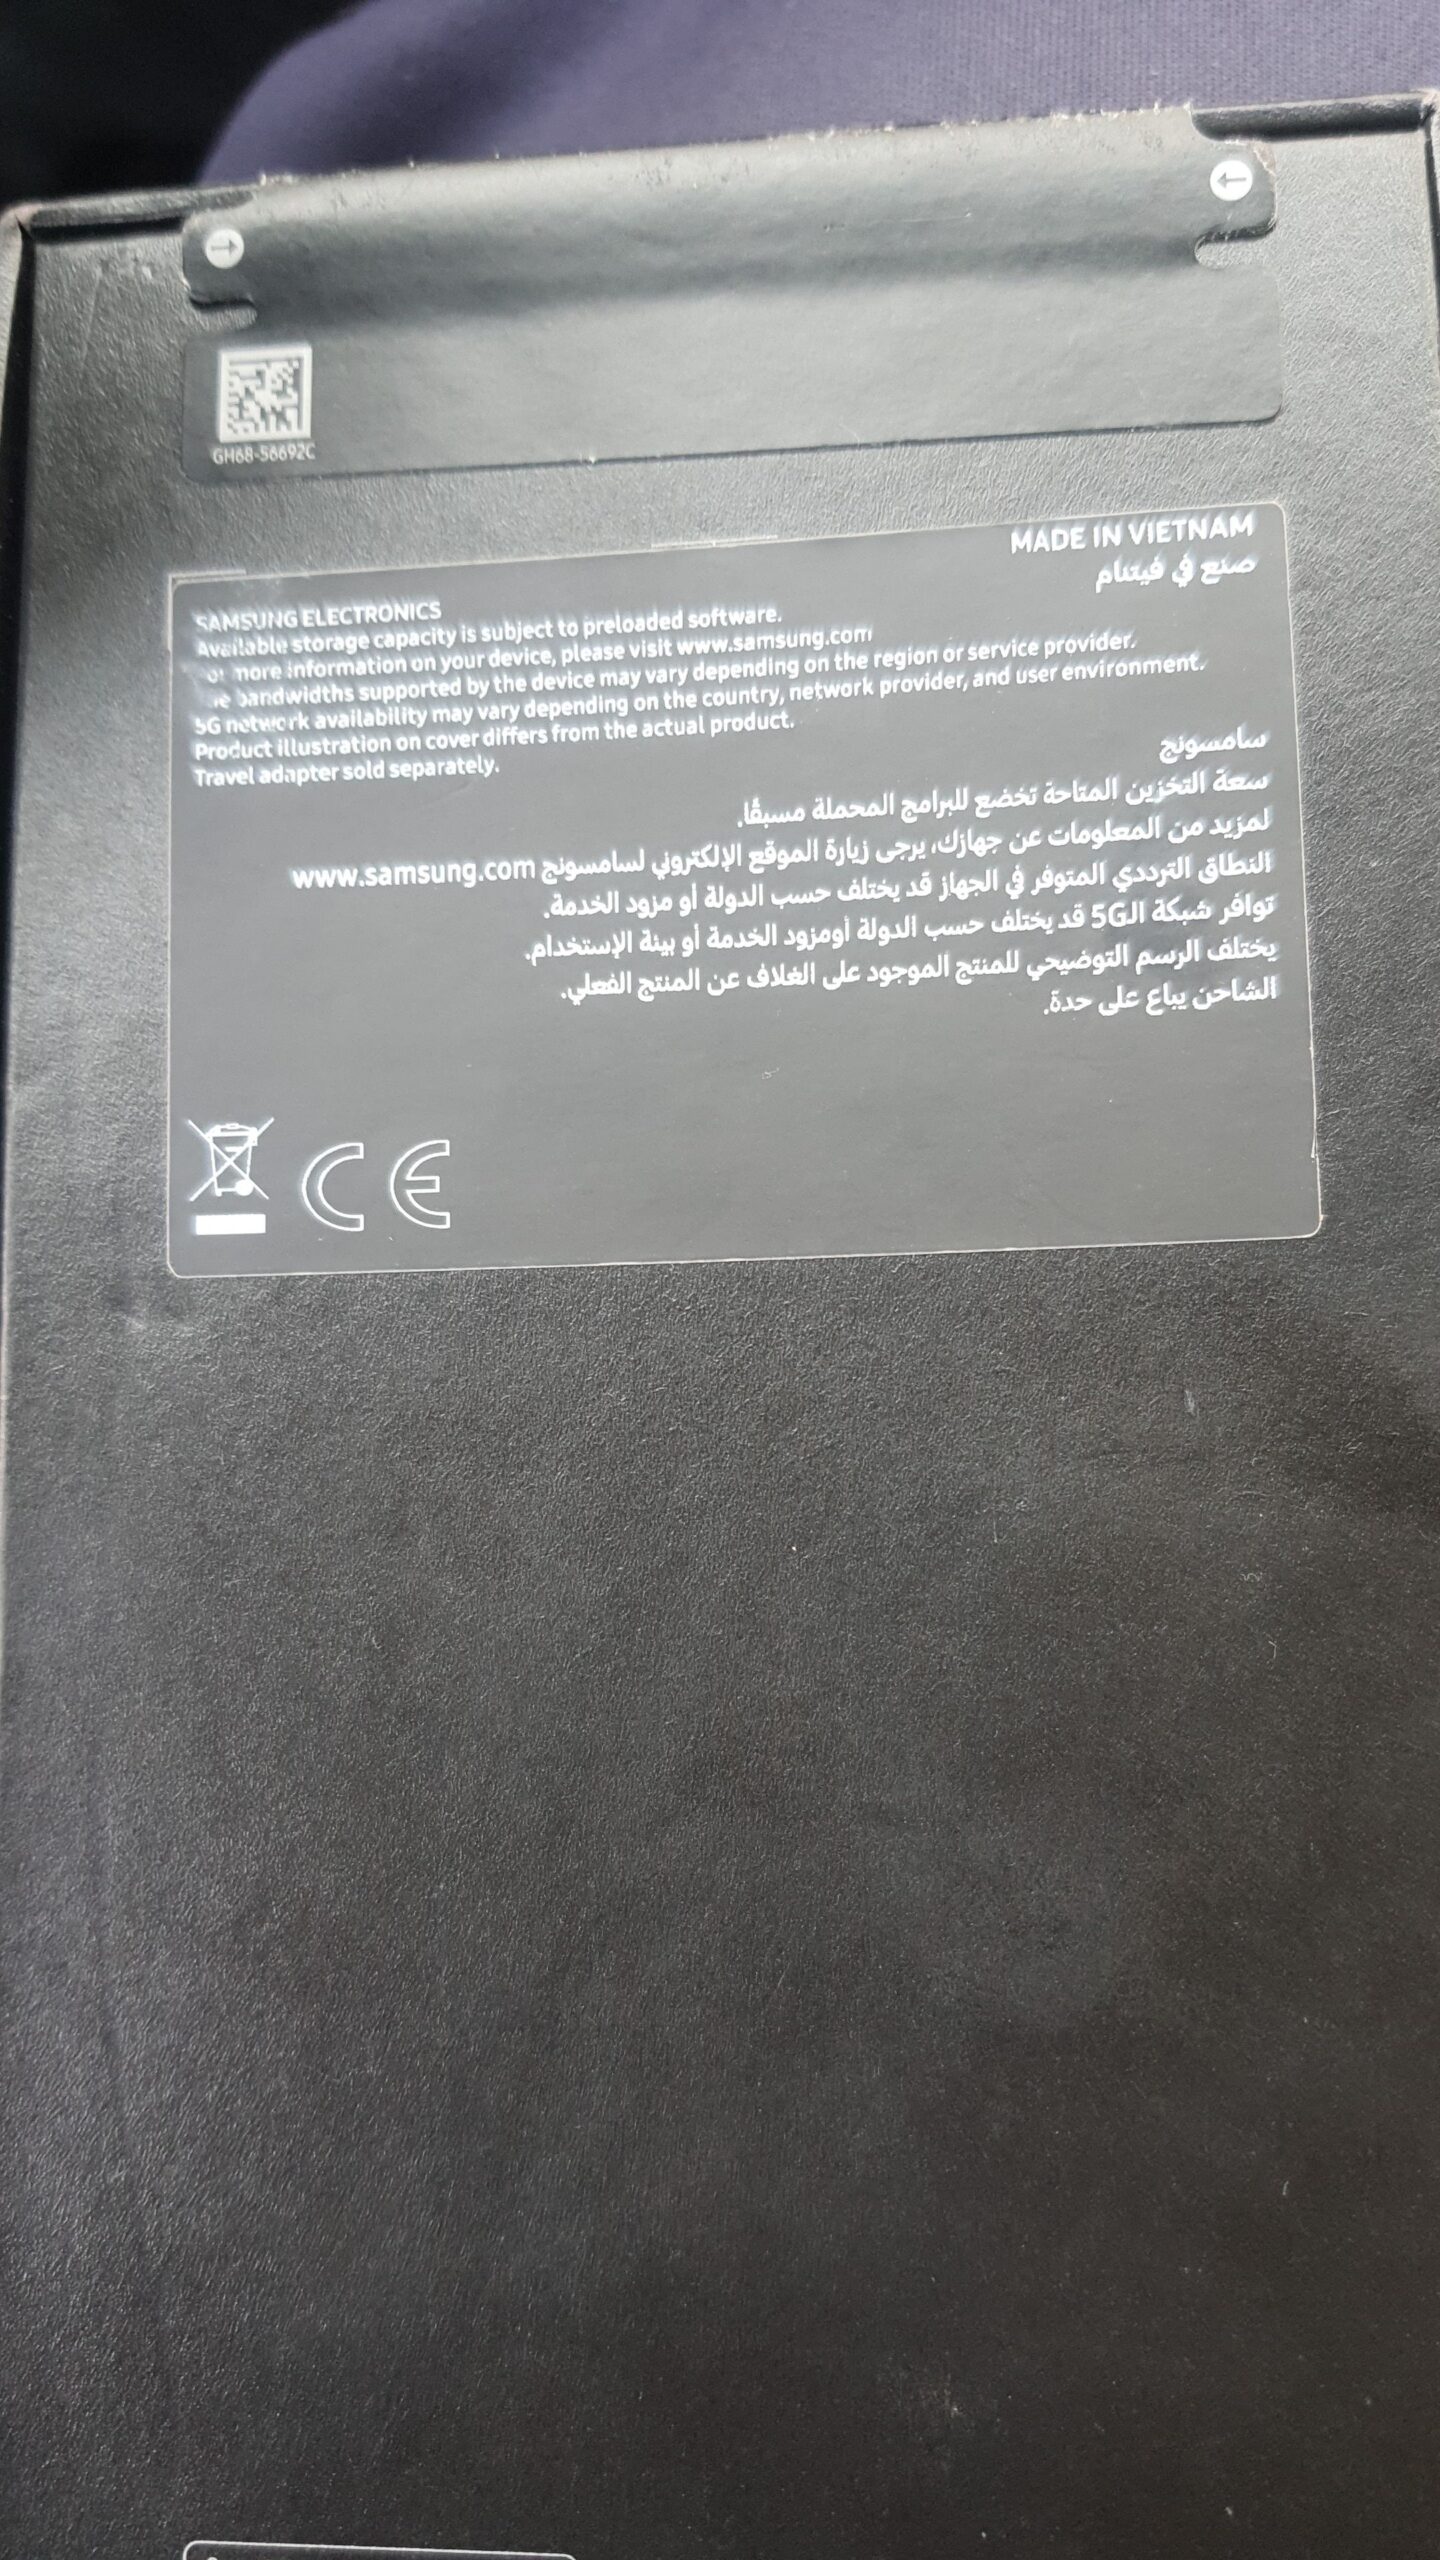 GH68-56692C
MADE IN VIETNAM
صنع في فيتنام
SAMSUNG ELECTRONICS
Available storage capacity is subject to preloaded software.
more information on your device, please visit www.samsung.com
bandwidths supported by the device may vary depending on the region or service provider.
5G network availability may vary depending on the country, network provider, and user environment.
Product illustration on cover differs from the actual product.
Travel adapter sold separately.
سامسونج
سعة التخزين المتاحة تخضع للبرامج المحملة مسبقًا.
لمزيد من المعلومات عن جهازك، يرجى زيارة الموقع الإلكتروني لسامسونج www.samsung.com
النطاق الترددي المتوفر في الجهاز قد يختلف حسب الدولة أو مزود الخدمة.
توافر شبكة الـ5G قد يختلف حسب الدولة أومزود الخدمة أو بيئة الإستخدام.
يختلف الرسم التوضيحي للمنتج الموجود على الغلاف عن المنتج الفعلي.
الشاحن يباع على حدة.
CE